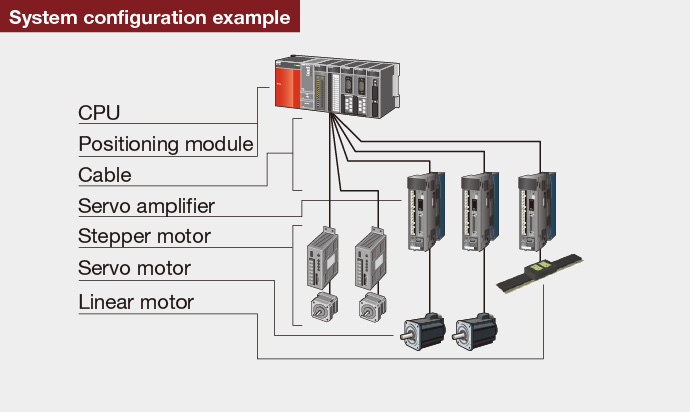 System configuration example
CPU
Positioning module
Cable
Servo amplifier
Stepper motor
Servo motor
Linear motor